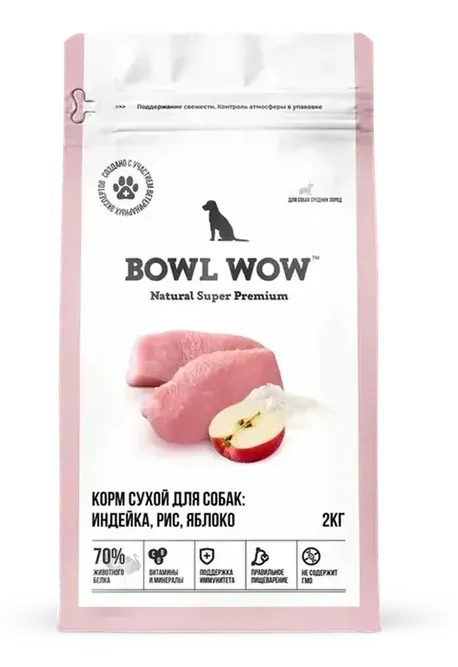 >>> Поддержание свежести. Контроль атмосферы в упаковке
СОЗДАНО С УЧАСТИЕМ ВЕТЕРИНАРНЫХ ЭКСПЕРТОВ
ДЛЯ СОБАК СРЕДНИХ ПОРОД
BOWL WOW™
Natural Super Premium
КОРМ СУХОЙ ДЛЯ СОБАК:
ИНДЕЙКА, РИС, ЯБЛОКО
2КГ
70%
ЖИВОТНОГО
БЕЛКА
ВИТАМИНЫ
И МИНЕРАЛЫ
ПОДДЕРЖКА
ИММУНИТЕТА
ПРАВИЛЬНОЕ
ПИЩЕВАРЕНИЕ
НЕ СОДЕРЖИТ
ГМО